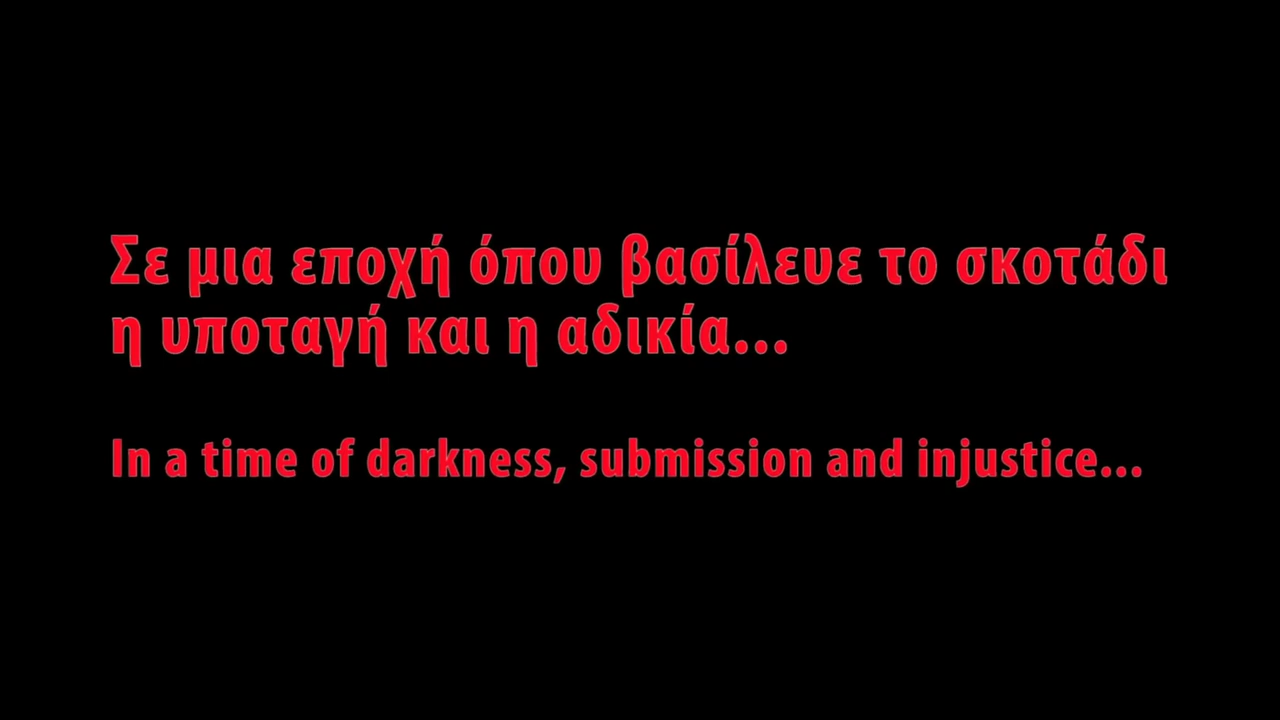 Σε μια εποχή όπου βασίλευε το σκοτάδι
η υποταγή και η αδικία...
In a time of darkness, submission and injustice...